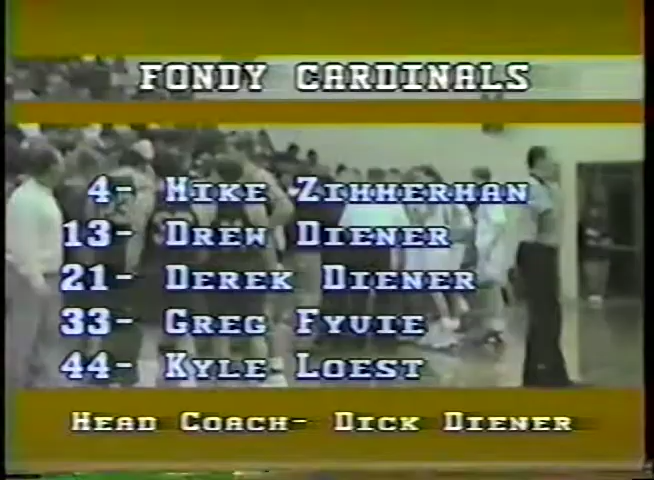 FONDY CARDINALS
4- MIKE ZIMMERMAN
13- DREW DIENER
21- DEREK DIENER
33- GREG FYVIE
44- KYLE LOEST
HEAD COACH- DICK DIENER